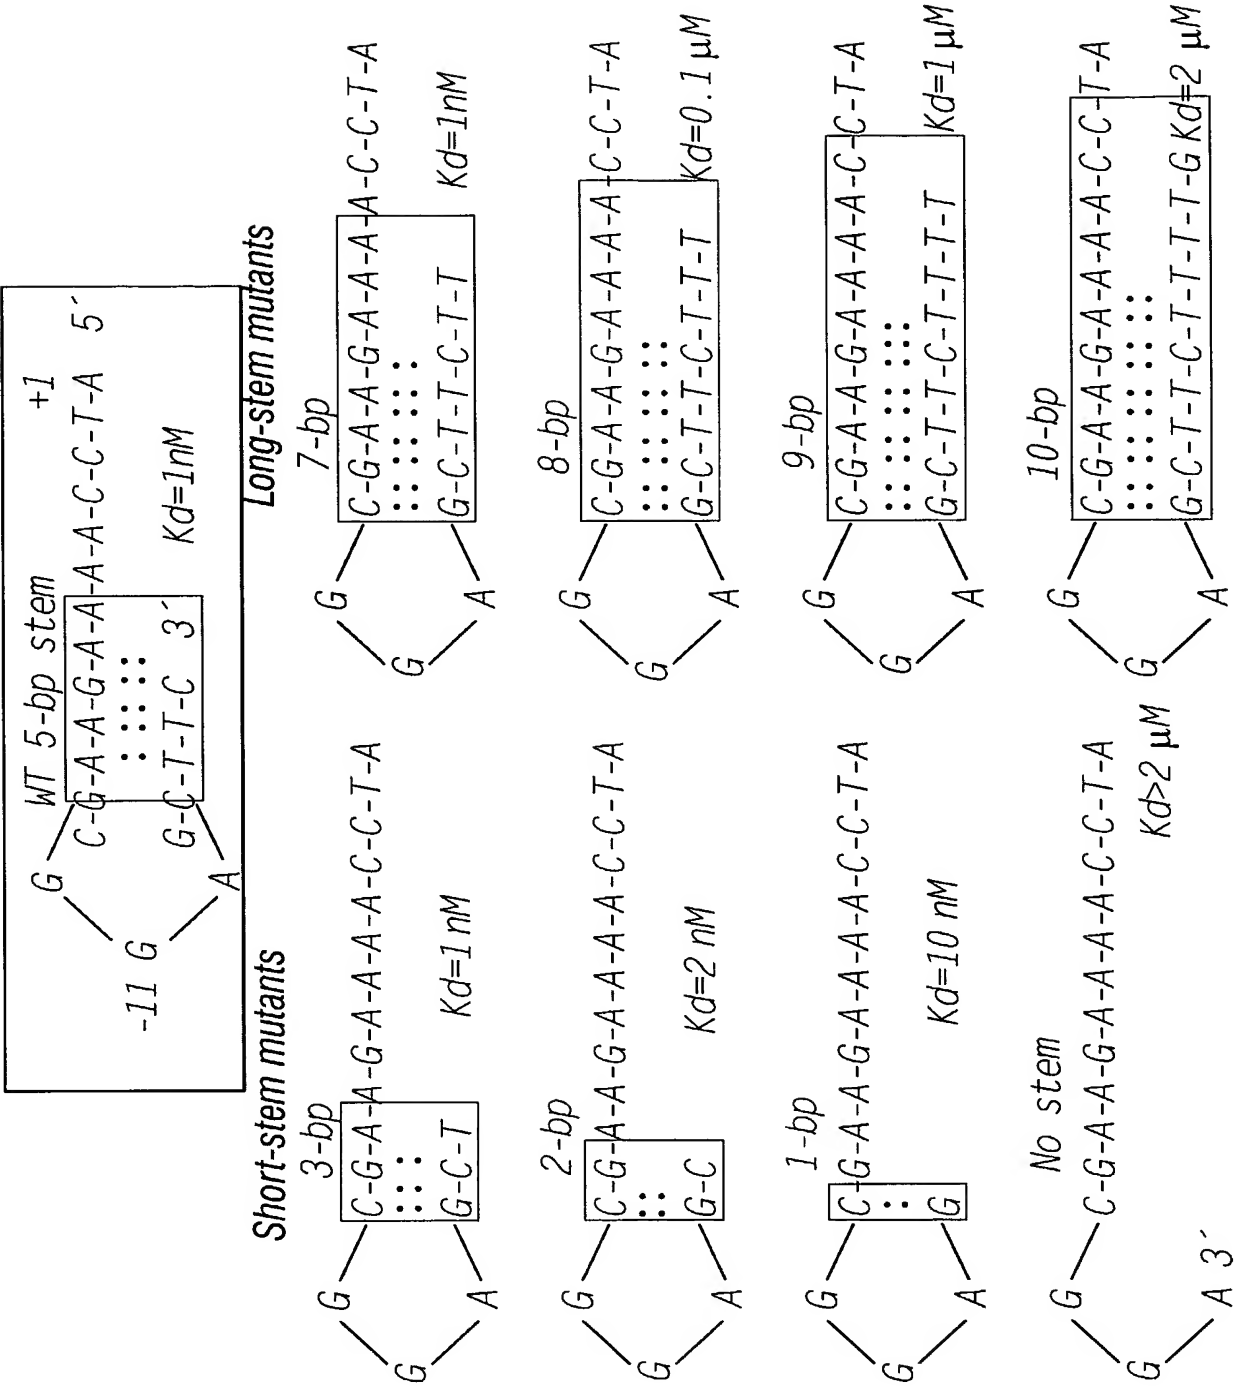 WT 5-bp stem
+1
G
C-G-A-A-G-A-A-A-A-C-C-T-A 5´
-11 G
G-C-T-T-C 3´
Kd=1nM
A
Short-stem mutants
3-bp
G
C-G-A-A-G-A-A-A-A-C-C-T-A
G
G-C-T
Kd=1nM
A
2-bp
G
C-G-A-A-G-A-A-A-A-C-C-T-A
G
G-C
Kd=2 nM
A
1-bp
G
C-G-A-A-G-A-A-A-A-C-C-T-A
G
G
Kd=10 nM
A
No stem
G
C-G-A-A-G-A-A-A-A-C-C-T-A
G
Kd>2 µM
A 3´
Long-stem mutants
7-bp
G
C-G-A-A-G-A-A-A-A-C-C-T-A
G
G-C-T-T-C-T-T
Kd=1nM
A
8-bp
G
C-G-A-A-G-A-A-A-A-C-C-T-A
G
G-C-T-T-C-T-T-T
Kd=0.1 µM
A
9-bp
G
C-G-A-A-G-A-A-A-A-C-C-T-A
G
G-C-T-T-C-T-T-T-T
Kd=1 µM
A
10-bp
G
C-G-A-A-G-A-A-A-A-C-C-T-A
G
G-C-T-T-C-T-T-T-T-G Kd=2 µM
A